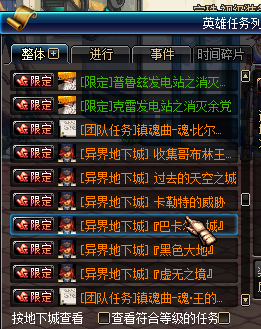 英雄任务列
整体 进行 事件 时间碎片
限定 [限定]普鲁兹发电站之消灭...
限定 [限定]克雷发电站之消灭余党
限定 [团队任务]镇魂曲-魂·比尔...
限定 [异界地下城] 收集哥布林王...
限定 [异界地下城] 过去的天空之城
限定 [异界地下城] 卡勒特的威胁
限定 [异界地下城] 『巴卡 城』
限定 [异界地下城] 『黑色大地』
限定 [异界地下城] 『虚无之境』
限定 [团队任务]镇魂曲-魂·王的...
按地下城查看 查看符合等级的任务